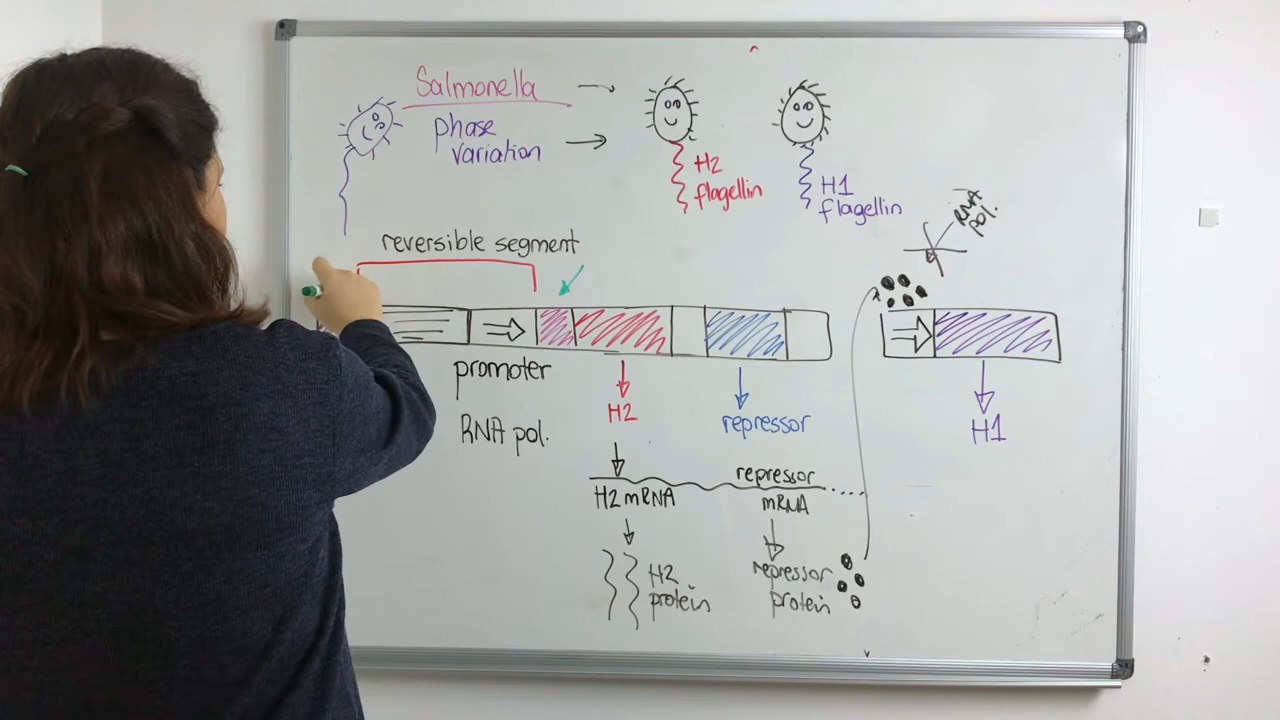 Salmonella
phase
variation
H2
flagellin
H1
flagellin
RNA
pol.
reversible segment
promoter
RNA pol.
H2
repressor
H1
repressor
H2 mRNA
mRNA
H2
protein
repressor
protein